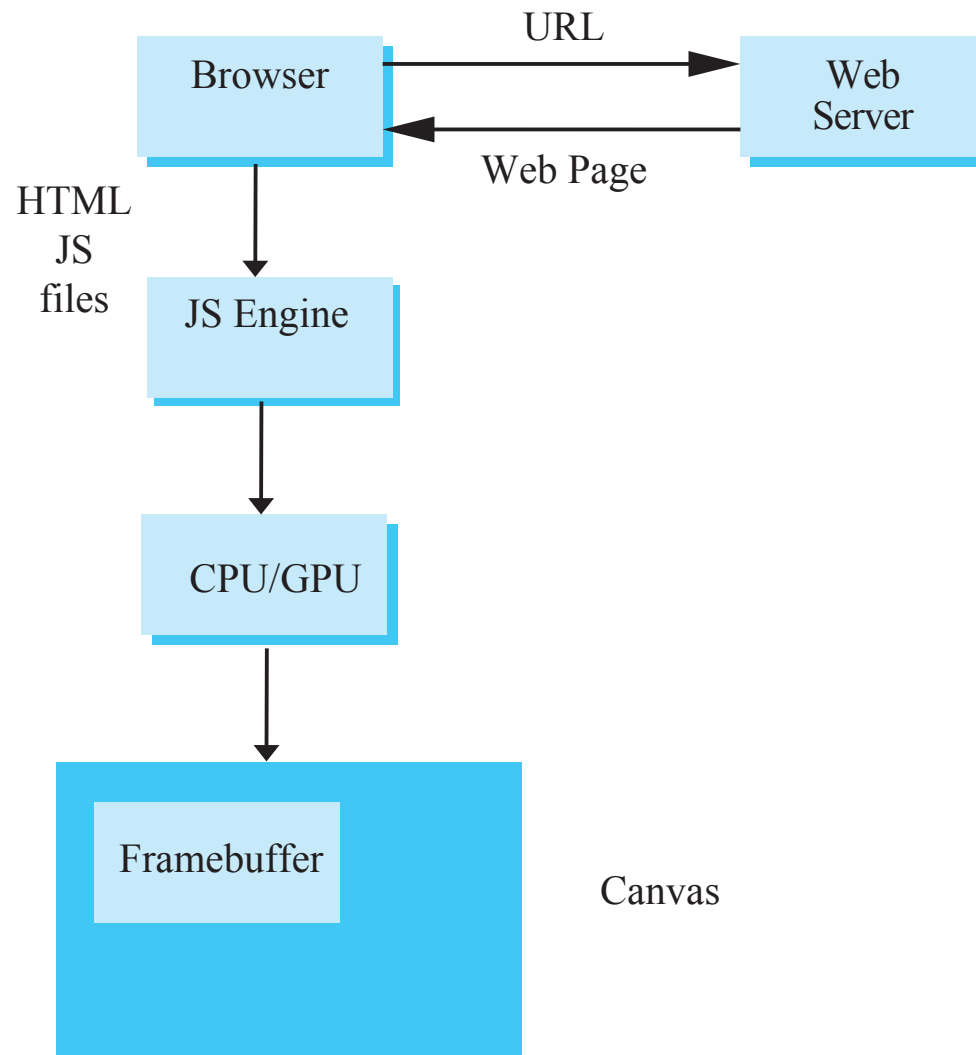 URL
Browser
Web
Server
Web Page
HTML
JS
files
JS Engine
CPU/GPU
Framebuffer
Canvas